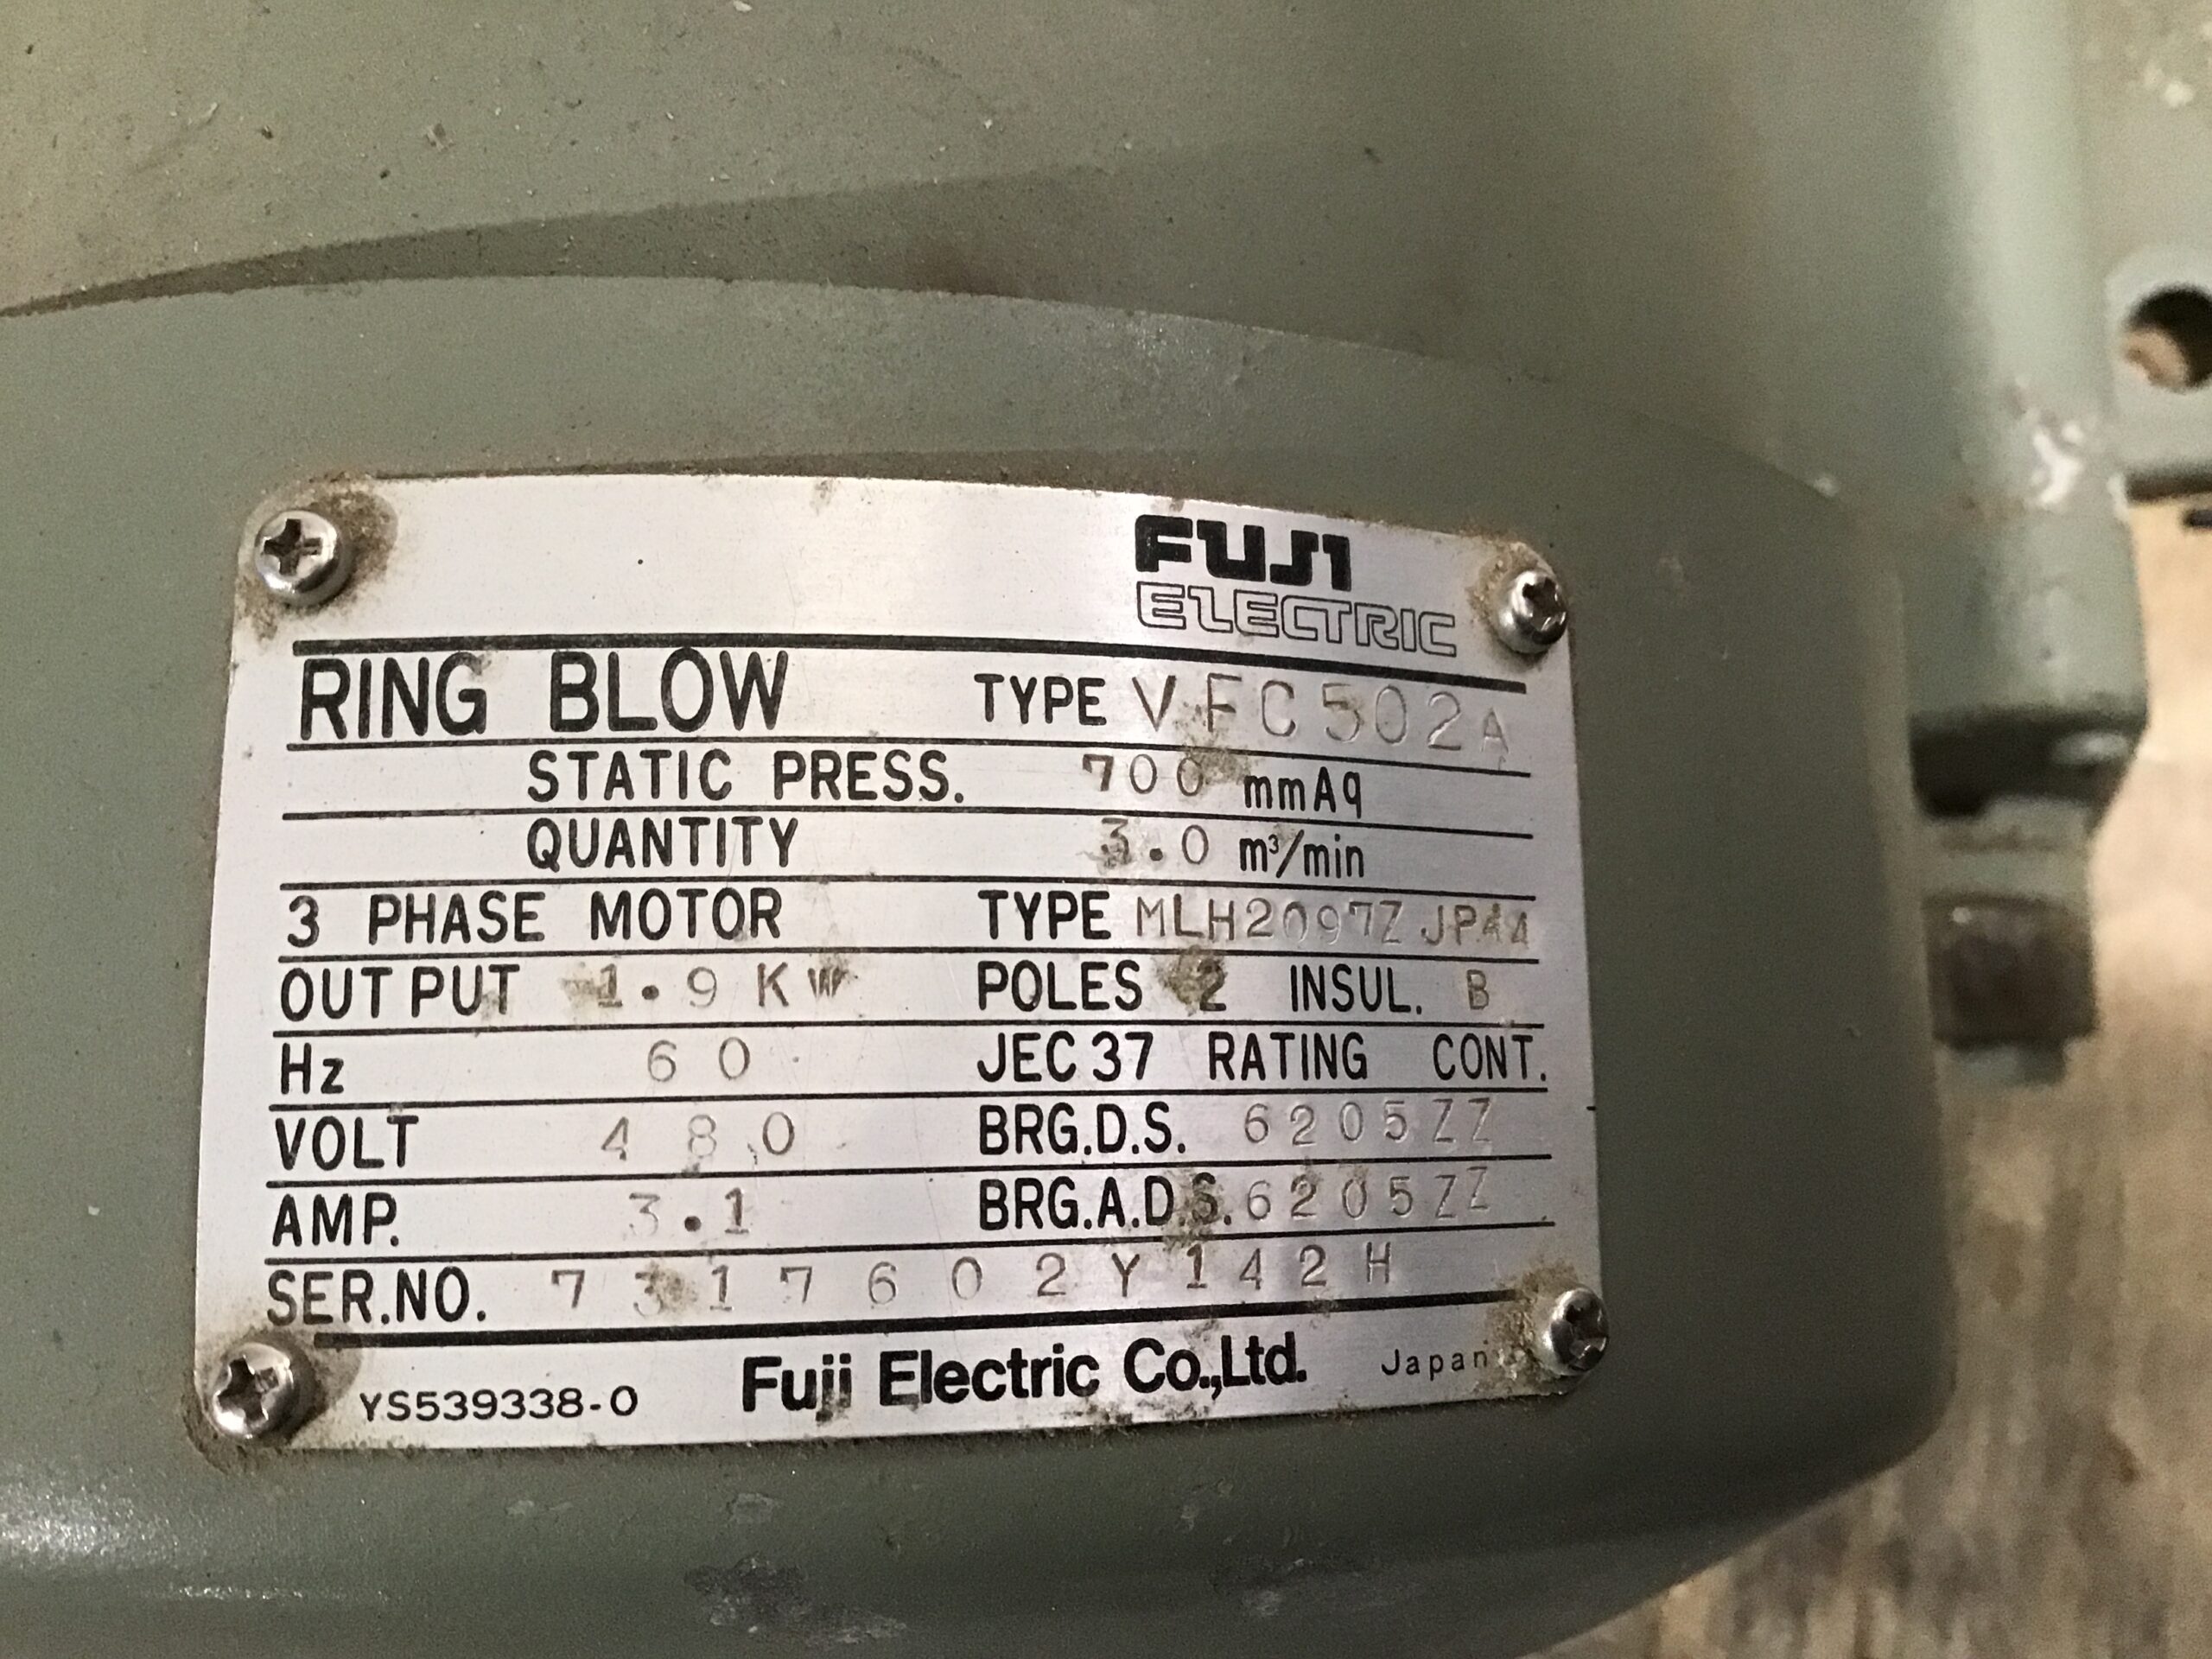 FUJI
ELECTRIC
RING BLOW TYPE VFC502A
STATIC PRESS. 700 mmAq
QUANTITY 3.0 m³/min
3 PHASE MOTOR TYPE MLH2097Z JP44
OUTPUT 1.9 KW POLES 2 INSUL. B
Hz 60 JEC 37 RATING CONT.
VOLT 480 BRG.D.S. 6205ZZ
AMP. 3.1 BRG.A.D.S. 6205ZZ
SER.NO. 7317602Y142H
YS539338-0 Fuji Electric Co.,Ltd. Japan